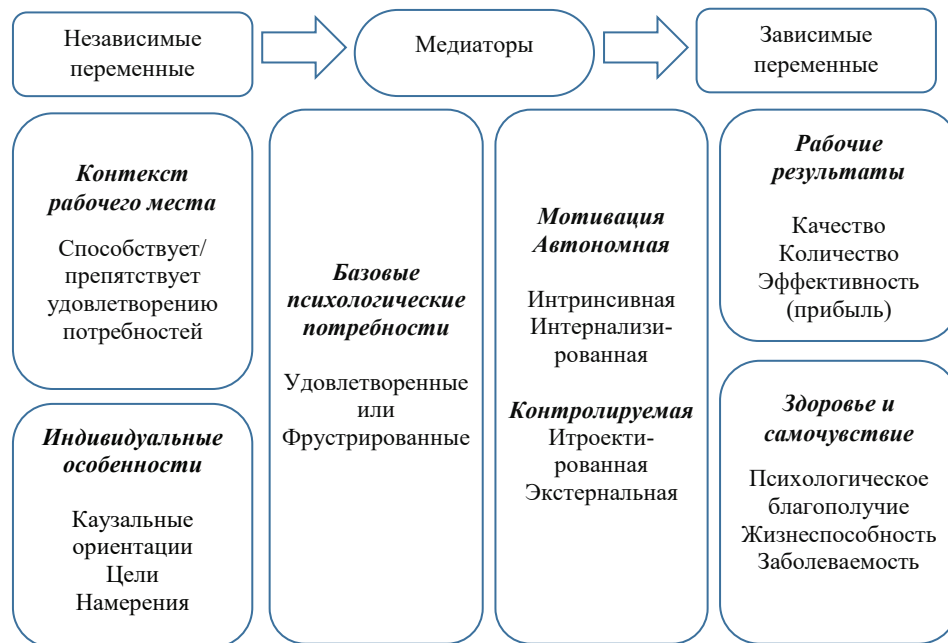 Независимые
переменные
Медиаторы
Зависимые
переменные
Контекст
рабочего места
Способствует/
препятствует
удовлетворению
потребностей
Индивидуальные
особенности
Каузальные
ориентации
Цели
Намерения
Базовые
психологические
потребности
Удовлетворенные
или
Фрустрированные
Мотивация
Автономная
Интринсивная
Интернализи-
рованная
Контролируемая
Итроекти-
рованная
Экстернальная
Рабочие
результаты
Качество
Количество
Эффективность
(прибыль)
Здоровье и
самочувствие
Психологическое
благополучие
Жизнеспособность
Заболеваемость